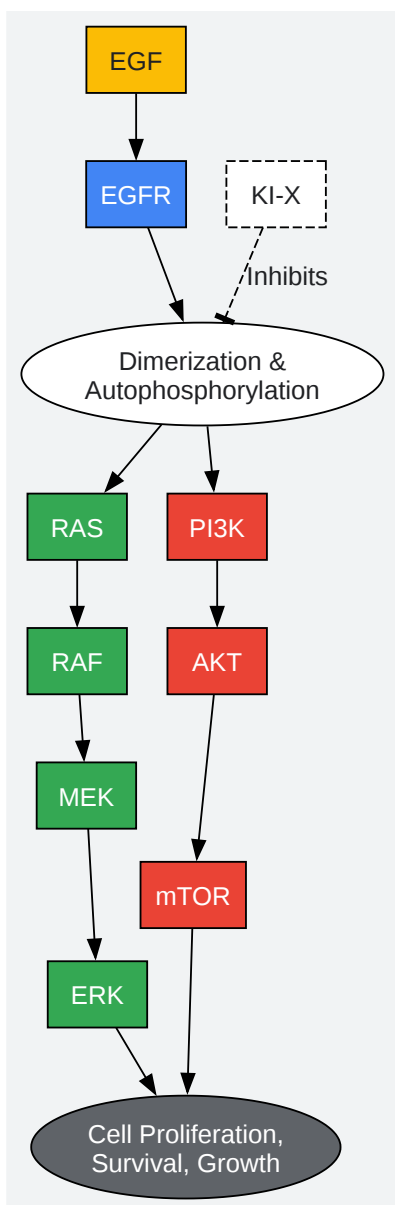 EGF
EGFR
KI-X
Inhibits
Dimerization &
Autophosphorylation
RAS
PI3K
RAF
AKT
MEK
mTOR
ERK
Cell Proliferation,
Survival, Growth